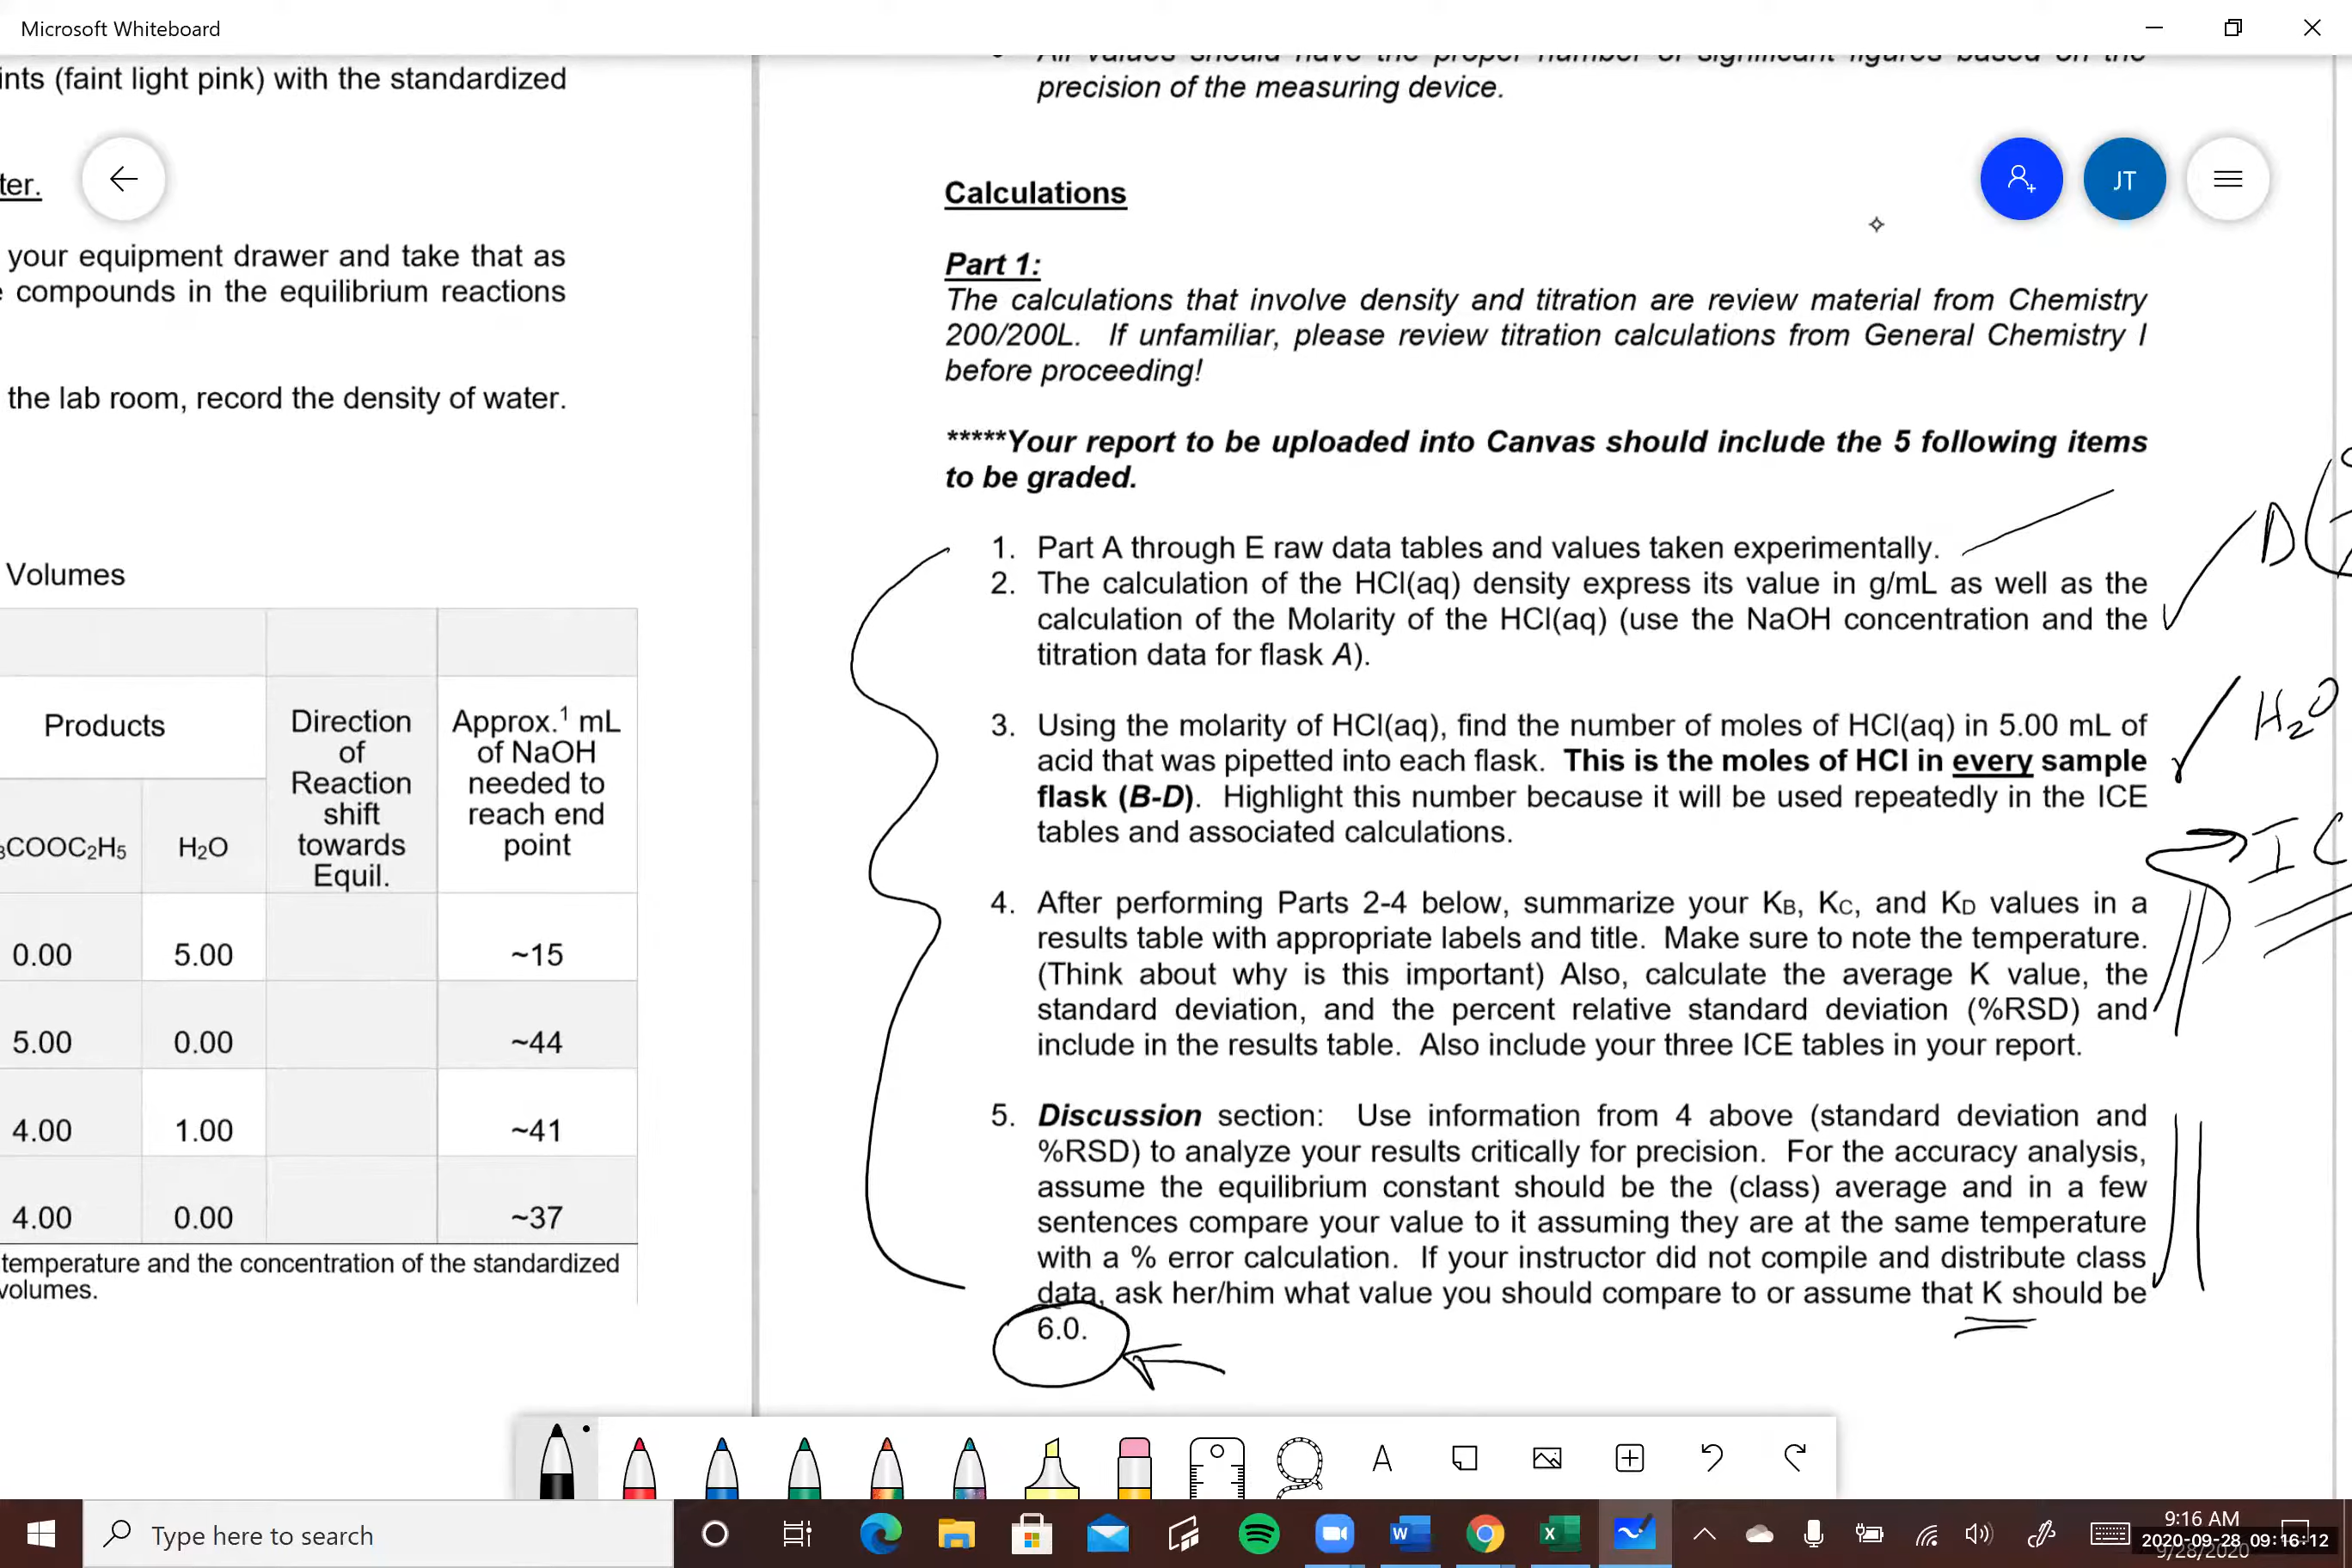 Microsoft Whiteboard
ints (faint light pink) with the standardized
ter.
your equipment drawer and take that as
compounds in the equilibrium reactions
the lab room, record the density of water.
Volumes
Products
Direction
of
Reaction
shift
towards
Equil.
Approx.1 mL
of NaOH
needed to
reach end
point
COOC2H5
H2O
0.00 5.00 ~15
5.00 0.00 ~44
4.00 1.00 ~41
4.00 0.00 ~37
temperature and the concentration of the standardized
volumes.
All values should have the proper number of significant figures based on the
precision of the measuring device.
Calculations
JT
Part 1:
The calculations that involve density and titration are review material from Chemistry
200/200L. If unfamiliar, please review titration calculations from General Chemistry I
before proceeding!
*****Your report to be uploaded into Canvas should include the 5 following items
to be graded.
1. Part A through E raw data tables and values taken experimentally.
2. The calculation of the HCl(aq) density express its value in g/mL as well as the
calculation of the Molarity of the HCl(aq) (use the NaOH concentration and the
titration data for flask A).
3. Using the molarity of HCl(aq), find the number of moles of HCl(aq) in 5.00 mL of
acid that was pipetted into each flask. This is the moles of HCl in every sample
flask (B-D). Highlight this number because it will be used repeatedly in the ICE
tables and associated calculations.
4. After performing Parts 2-4 below, summarize your KB, KC, and KD values in a
results table with appropriate labels and title. Make sure to note the temperature.
(Think about why is this important) Also, calculate the average K value, the
standard deviation, and the percent relative standard deviation (%RSD) and
include in the results table. Also include your three ICE tables in your report.
5. Discussion section: Use information from 4 above (standard deviation and
%RSD) to analyze your results critically for precision. For the accuracy analysis,
assume the equilibrium constant should be the (class) average and in a few
sentences compare your value to it assuming they are at the same temperature
with a % error calculation. If your instructor did not compile and distribute class
data, ask her/him what value you should compare to or assume that K should be
6.0.
D(
H2O
IC
Type here to search
9:16 AM
2020-09-28 09:16:12
9/28/2020